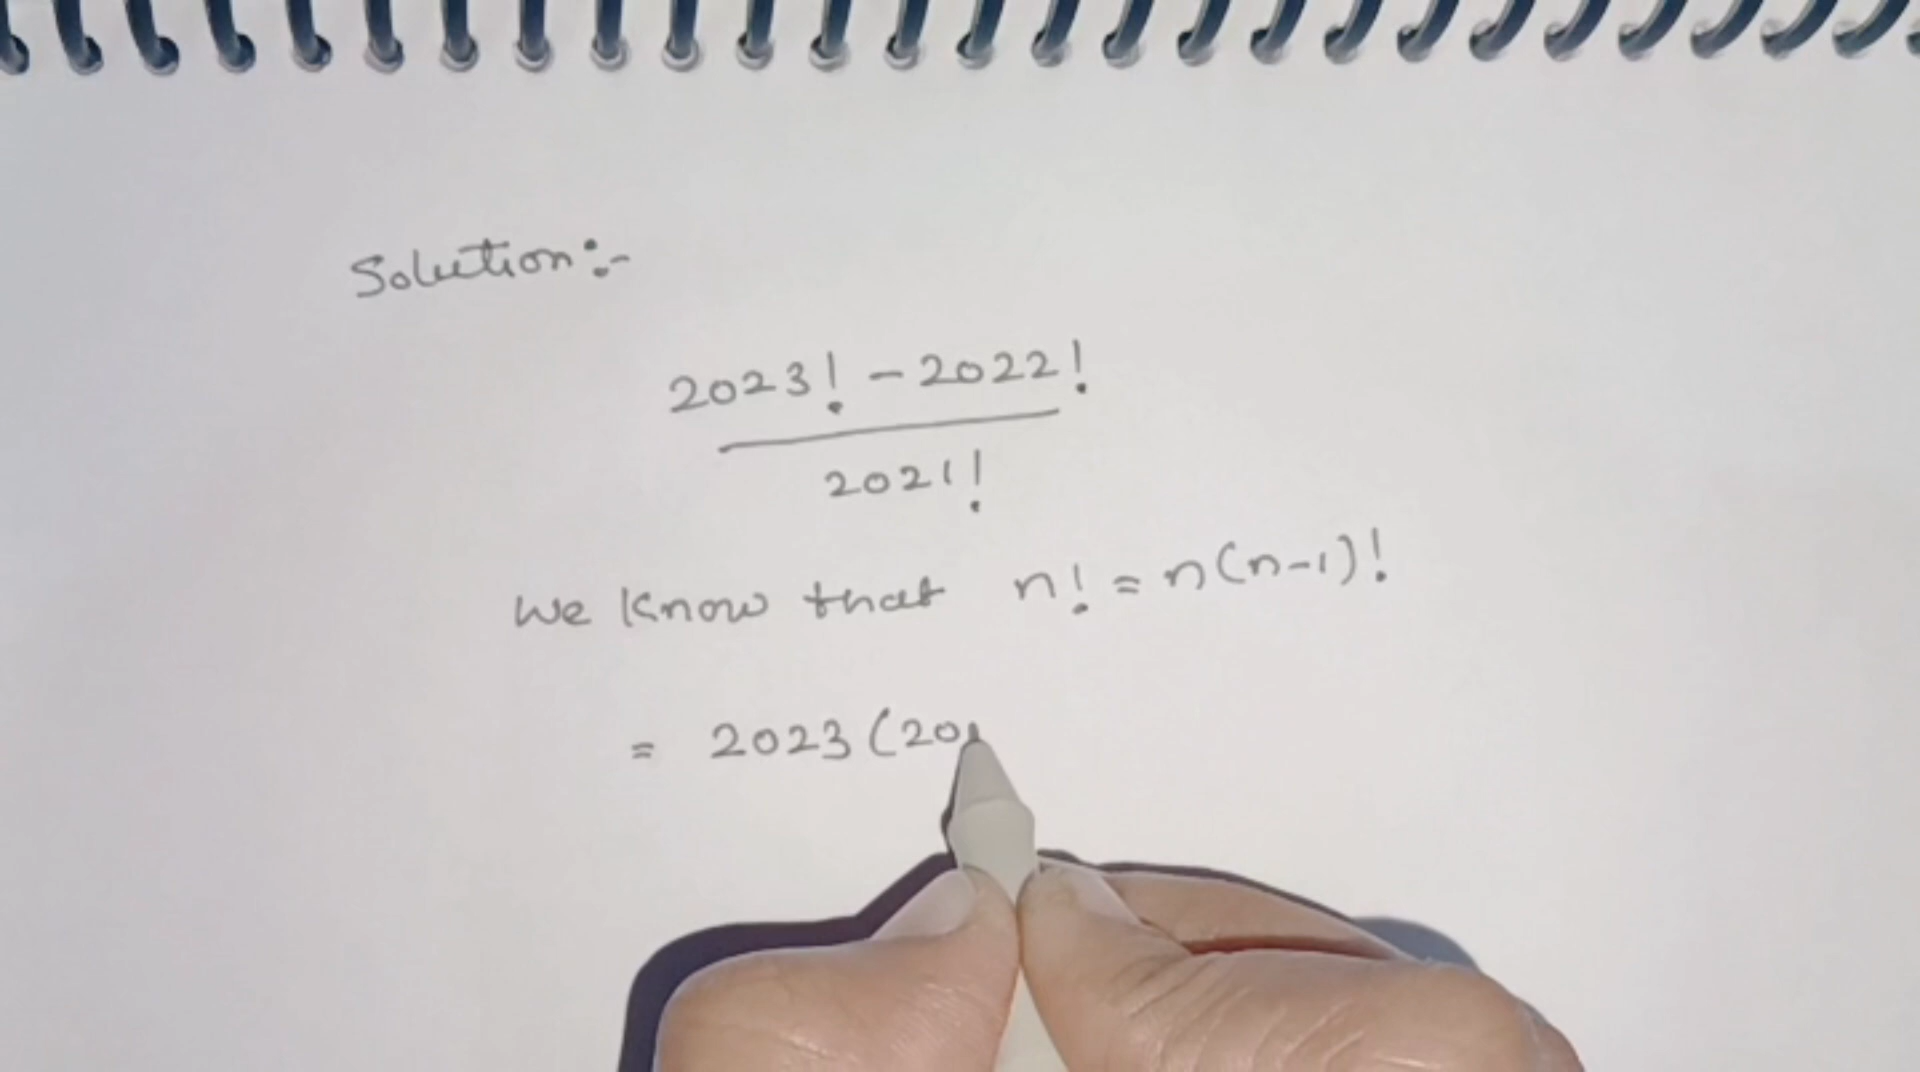 Solution:-
2023! - 2022!
2021!
We know that n! = n(n-1)!
= 2023 (20